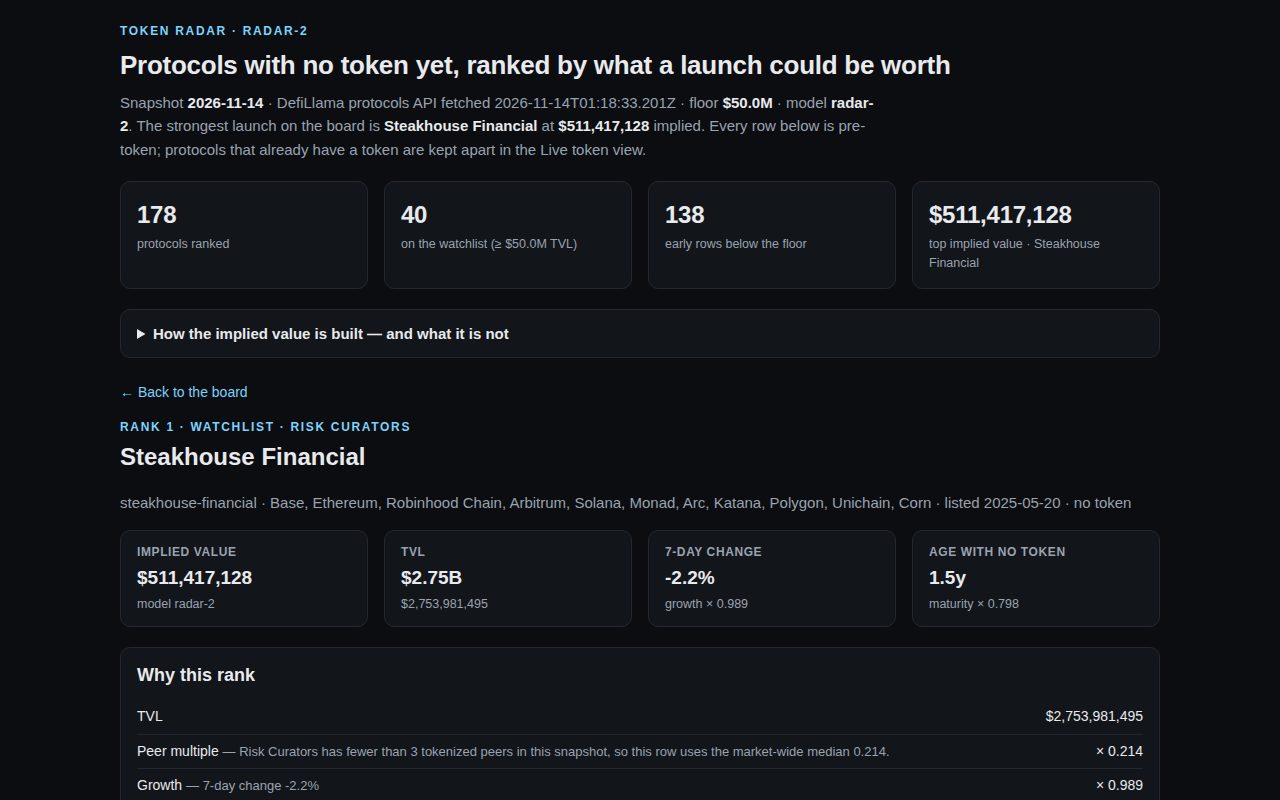 TOKEN RADAR · RADAR-2
Protocols with no token yet, ranked by what a launch could be worth
Snapshot 2026-11-14 · DefiLlama protocols API fetched 2026-11-14T01:18:33.201Z · floor $50.0M · model radar-
2. The strongest launch on the board is Steakhouse Financial at $511,417,128 implied. Every row below is pre-
token; protocols that already have a token are kept apart in the Live token view.
178
protocols ranked
40
on the watchlist (≥ $50.0M TVL)
138
early rows below the floor
$511,417,128
top implied value · Steakhouse
Financial
▶ How the implied value is built — and what it is not
← Back to the board
RANK 1 · WATCHLIST · RISK CURATORS
Steakhouse Financial
steakhouse-financial · Base, Ethereum, Robinhood Chain, Arbitrum, Solana, Monad, Arc, Katana, Polygon, Unichain, Corn · listed 2025-05-20 · no token
IMPLIED VALUE
$511,417,128
model radar-2
TVL
$2.75B
$2,753,981,495
7-DAY CHANGE
-2.2%
growth × 0.989
AGE WITH NO TOKEN
1.5y
maturity × 0.798
Why this rank
TVL $2,753,981,495
Peer multiple — Risk Curators has fewer than 3 tokenized peers in this snapshot, so this row uses the market-wide median 0.214. × 0.214
Growth — 7-day change -2.2% × 0.989